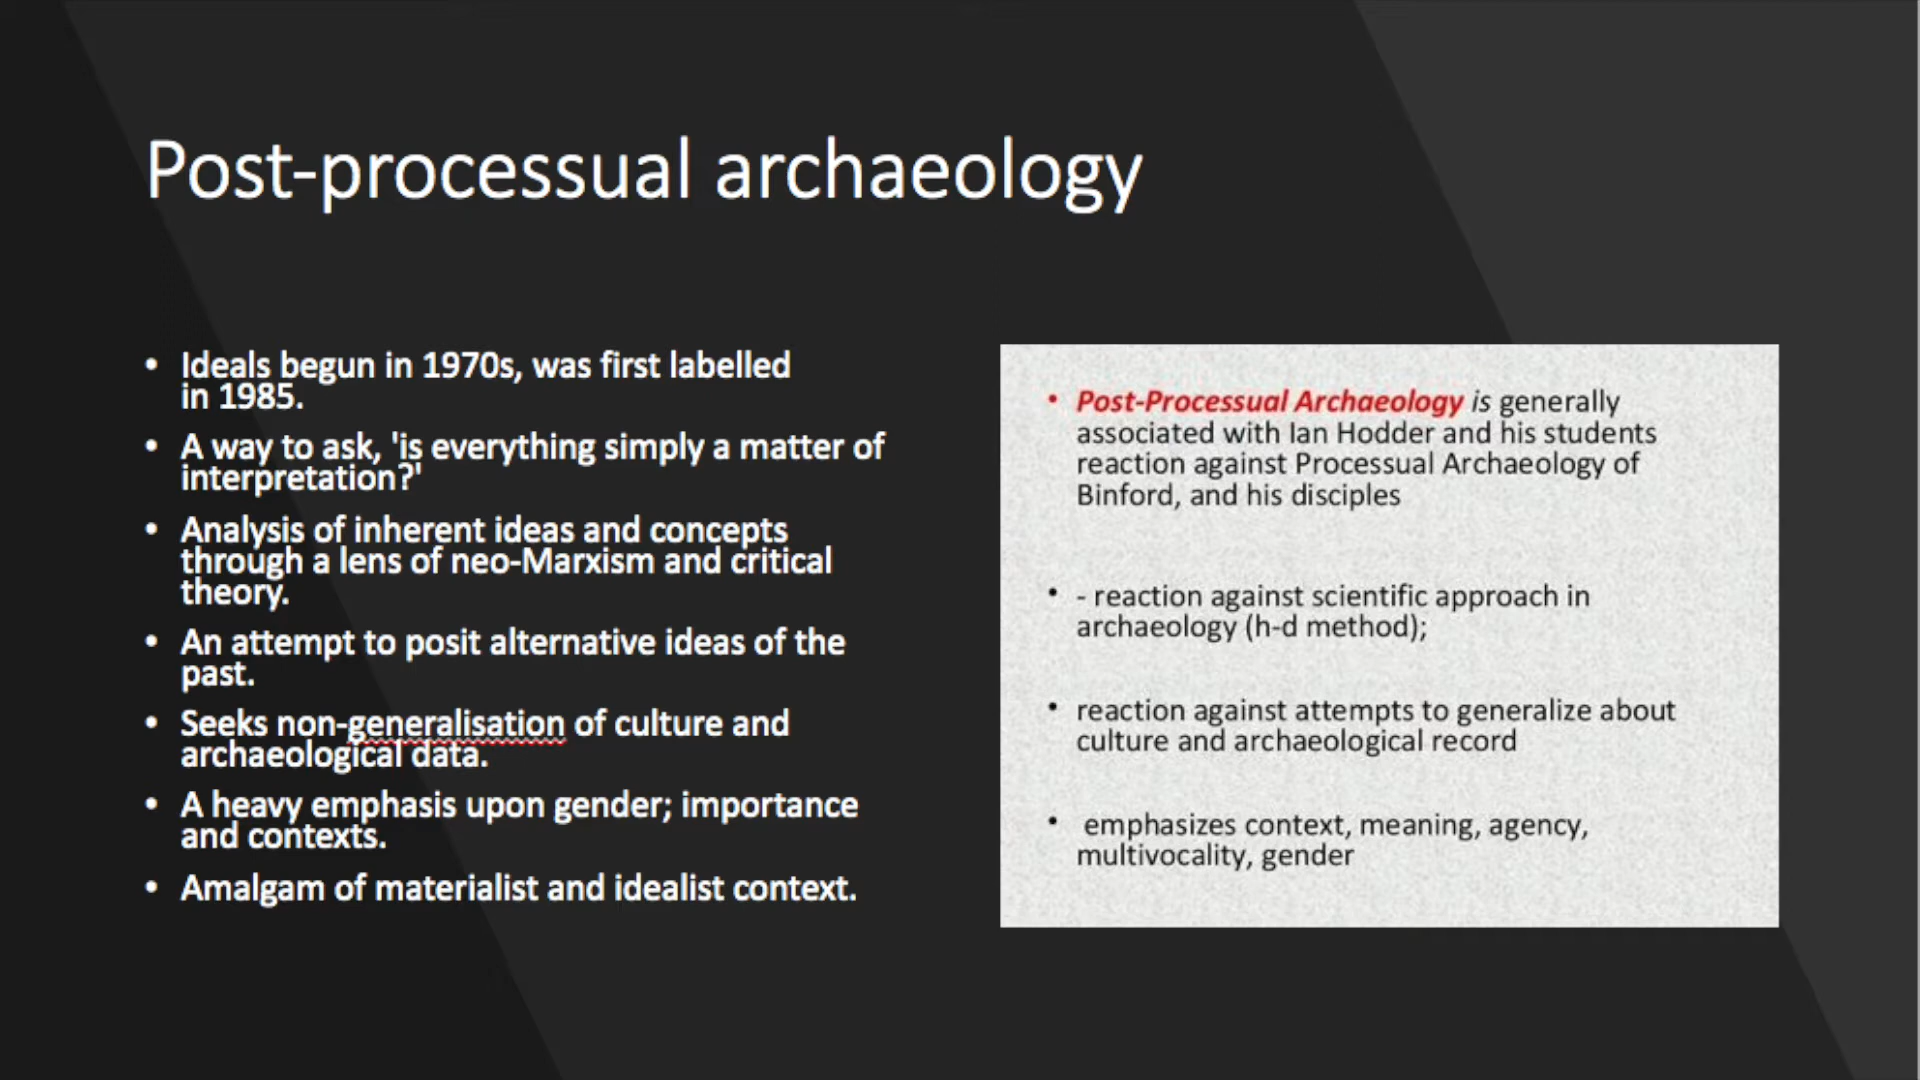 Post-processual archaeology
• Ideals begun in 1970s, was first labelled
in 1985.
• A way to ask, 'is everything simply a matter of
interpretation?'
• Analysis of inherent ideas and concepts
through a lens of neo-Marxism and critical
theory.
• An attempt to posit alternative ideas of the
past.
• Seeks non-generalisation of culture and
archaeological data.
• A heavy emphasis upon gender; importance
and contexts.
• Amalgam of materialist and idealist context.
• Post-Processual Archaeology is generally
associated with Ian Hodder and his students
reaction against Processual Archaeology of
Binford, and his disciples
• - reaction against scientific approach in
archaeology (h-d method);
• reaction against attempts to generalize about
culture and archaeological record
• emphasizes context, meaning, agency,
multivocality, gender